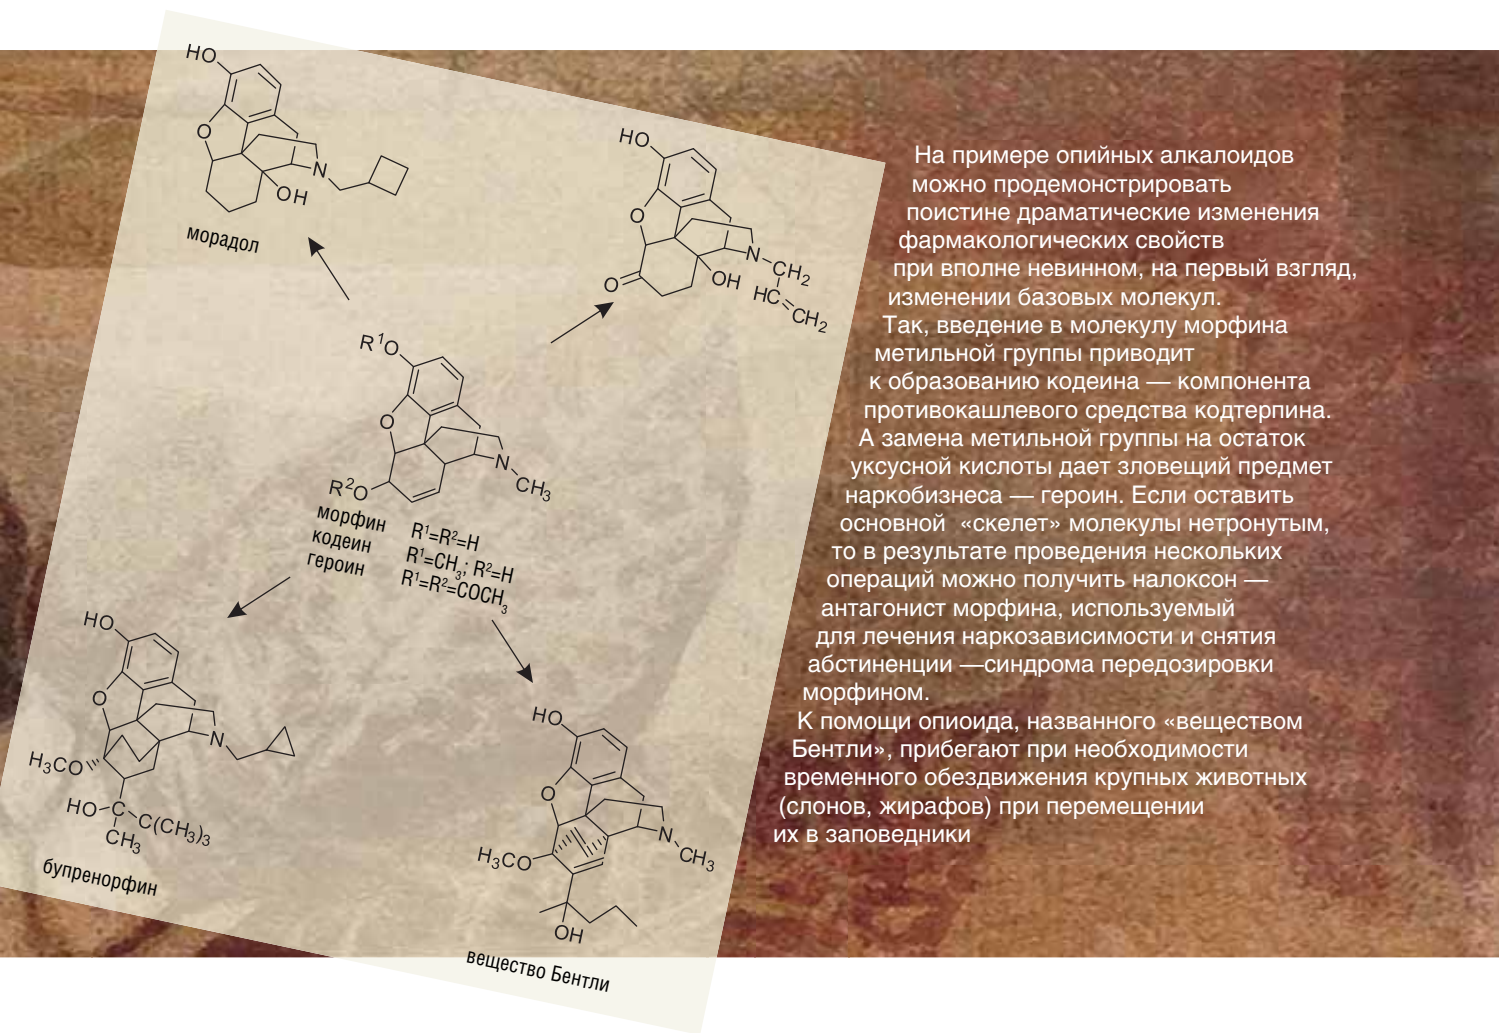 HO
O
N
OH
морадол
HO
O
N
CH2
OH
HC
O
CH2
R1O
O
N
CH3
R2O
морфин R1=R2=H
кодеин R1=CH3; R2=H
героин R1=R2=COCH3
HO
O
N
H3CO
HO-C
C(CH3)3
CH3
бупренорфин
HO
O
N
CH3
H3CO
OH
вещество Бентли
На примере опийных алкалоидов
можно продемонстрировать
поистине драматические изменения
фармакологических свойств
при вполне невинном, на первый взгляд,
изменении базовых молекул.
Так, введение в молекулу морфина
метильной группы приводит
к образованию кодеина — компонента
противокашлевого средства кодтерпина.
А замена метильной группы на остаток
уксусной кислоты дает зловещий предмет
наркобизнеса — героин. Если оставить
основной «скелет» молекулы нетронутым,
то в результате проведения нескольких
операций можно получить налоксон —
антагонист морфина, используемый
для лечения наркозависимости и снятия
абстиненции —синдрома передозировки
морфином.
К помощи опиоида, названного «веществом
Бентли», прибегают при необходимости
временного обездвижения крупных животных
(слонов, жирафов) при перемещении
их в заповедники